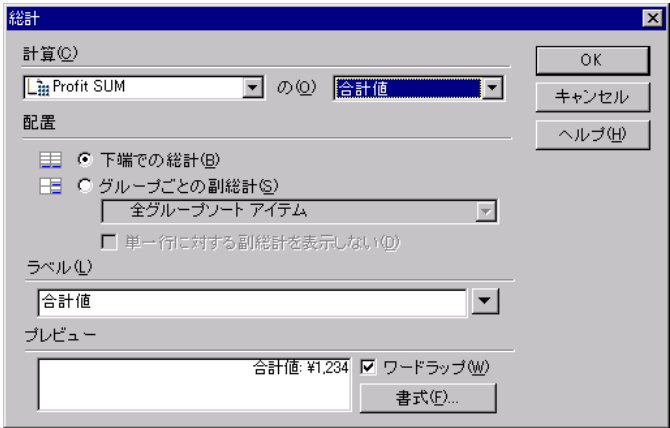 総計
計算(C)
Profit SUM
の(O)
合計値
OK
キャンセル
ヘルプ(H)
配置
下端での総計(B)
グループごとの副総計(S)
全グループソート アイテム
単一行に対する副総計を表示しない(D)
ラベル(L)
合計値
プレビュー
合計値: ¥1,234
ワードラップ(W)
書式(F)...